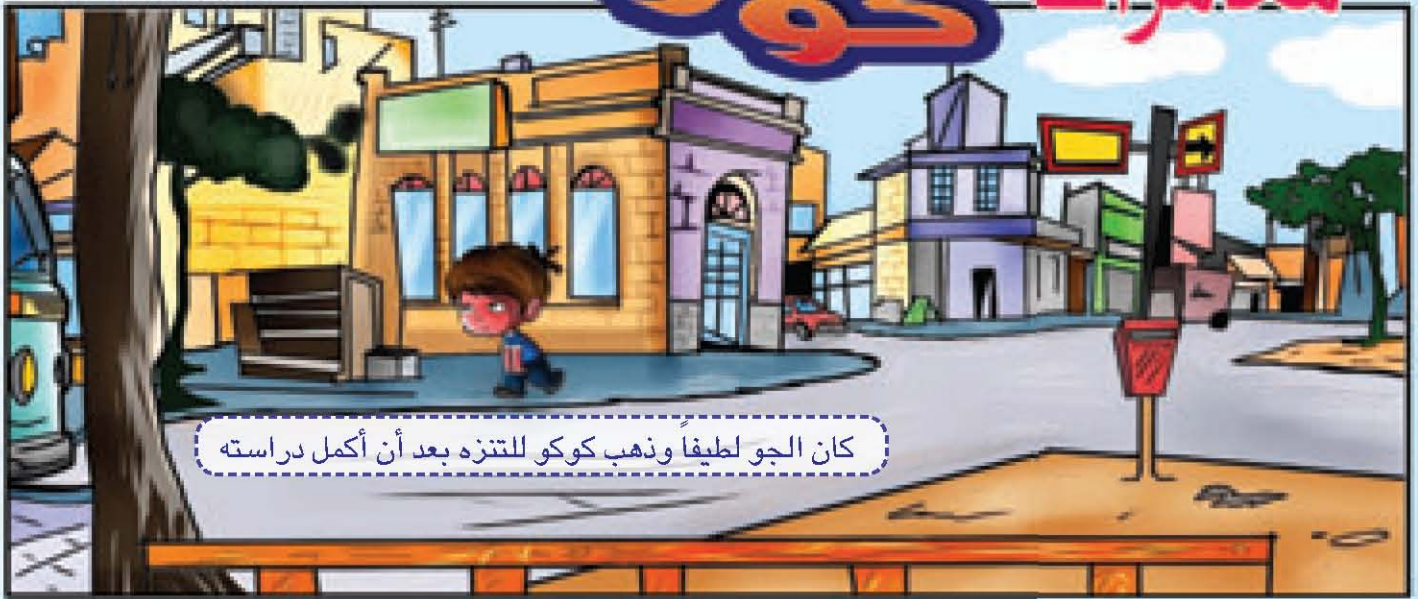 كان الجو لطيفاً وذهب كوكو للتنزه بعد أن أكمل دراسته